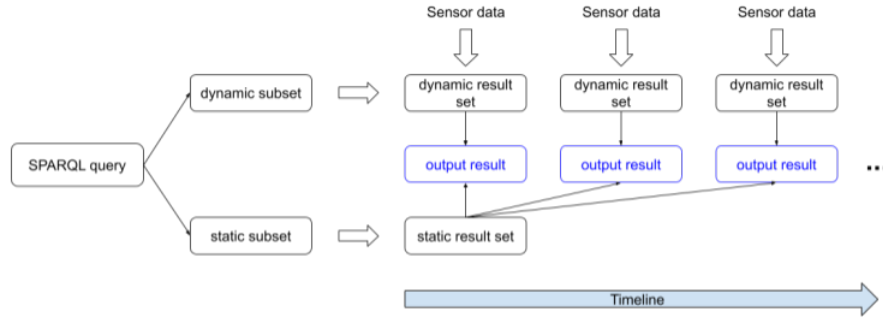 Sensor data
Sensor data
Sensor data
dynamic subset
dynamic result
set
dynamic result
set
dynamic result
set
SPARQL query
output result
output result
output result
...
static subset
static result set
Timeline